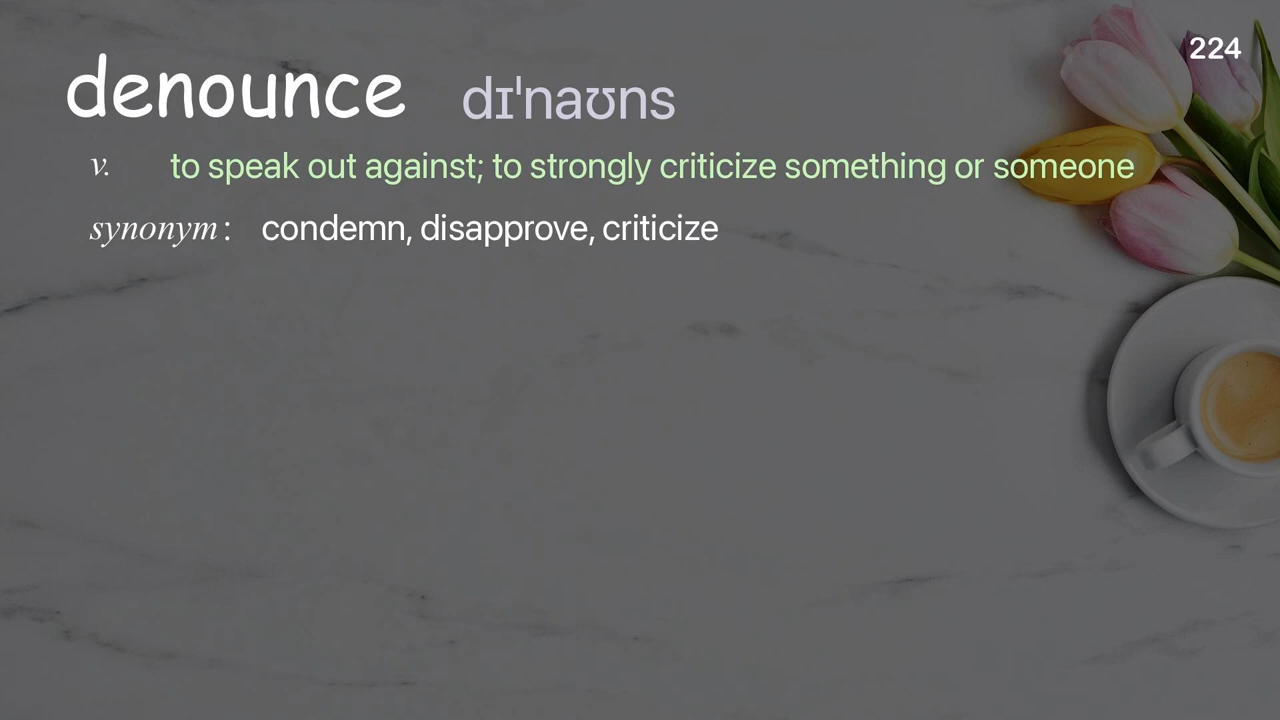 224
denounce dɪˈnaʊns
v. to speak out against; to strongly criticize something or someone
synonym : condemn, disapprove, criticize